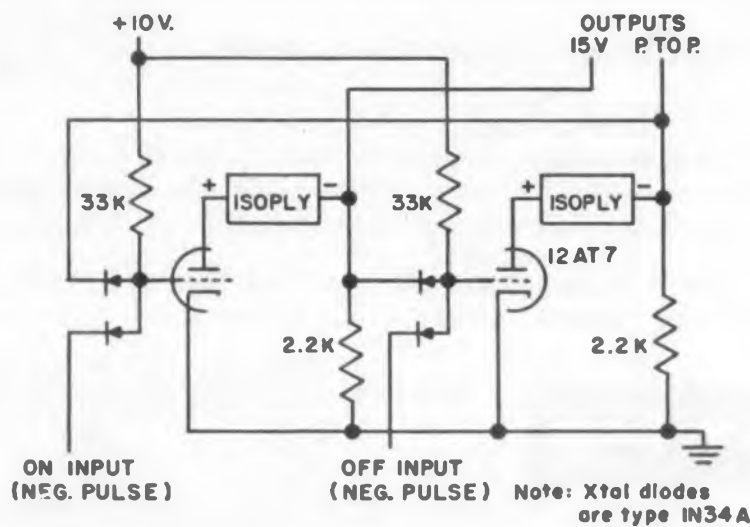 +10V.
OUTPUTS
15V P. TO P.
33K
+ ISOPLY -
33K
+ ISOPLY -
12AT7
2.2K
2.2K
ON INPUT
(NEG. PULSE)
OFF INPUT
(NEG. PULSE)
Note: Xtal diodes
are type IN34A